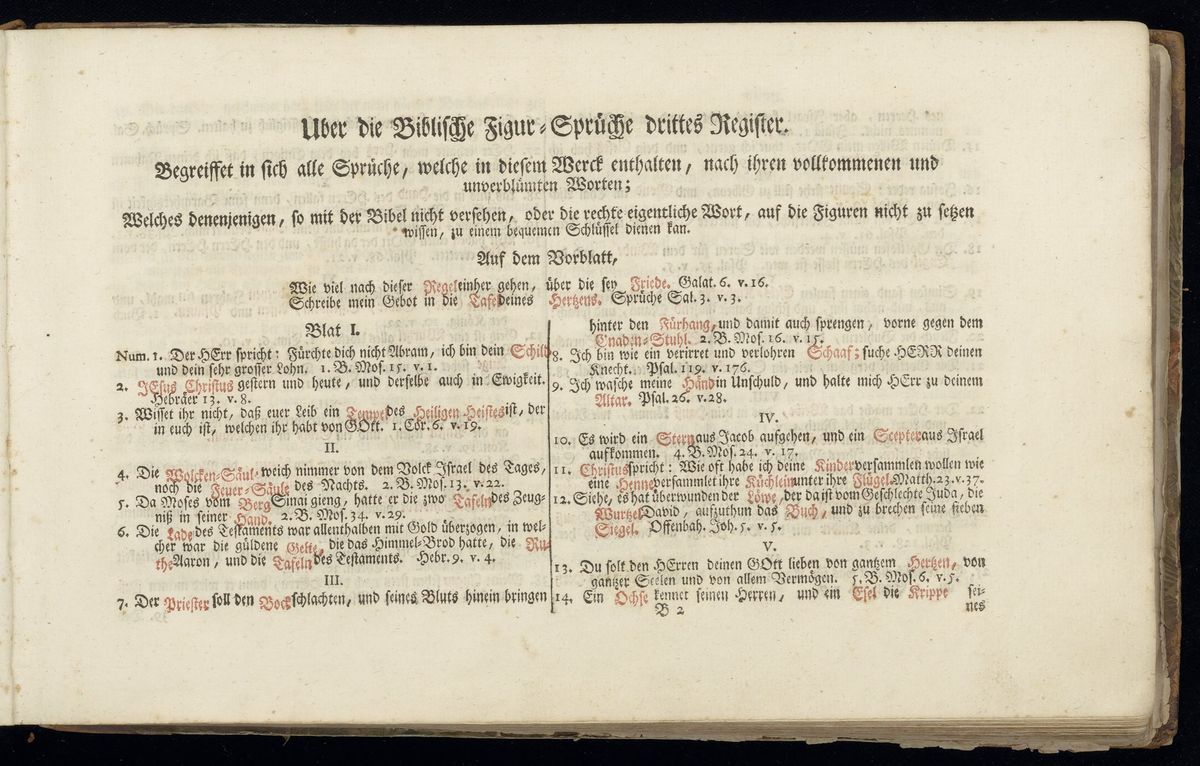 Uber die Biblische Figur-Sprüche drittes Register.
Begreiffet in sich alle Sprüche, welche in diesem Werck enthalten, nach ihren vollkommenen und
unverblümten Worten;
Welches denenjenigen, so mit der Bibel nicht versehen, oder die rechte eigentliche Wort, auf die Figuren nicht zu setzen
wissen, zu einem bequemen Schlüssel dienen kan.
Auf dem Vorblatt,
Wie viel nach dieser Regel einher gehen, über die sey Friede. Galat. 6. v. 16.
Schreibe mein Gebot in die Tafel deines Hertzens. Sprüche Sal. 3. v. 3.
Blat I.
Num. 1. Der HErr spricht: Fürchte dich nicht Abram, ich bin dein Schild
und dein sehr grosser Lohn. 1. B. Mos. 15. v. 1.
2. JEsus Christus gestern und heute, und derselbe auch in Ewigkeit.
Hebräer 13. v. 8.
3. Wisset ihr nicht, daß euer Leib ein Tempel des Heiligen Geistes ist, der
in euch ist, welchen ihr habt von GOtt. 1. Cor. 6. v. 19.
II.
4. Die Wolcken-Säul weich nimmer von dem Volck Israel des Tages,
noch die Feuer-Säule des Nachts. 2. B. Mos. 13. v. 22.
5. Da Moses vom Berg Sinai gieng, hatte er die zwo Tafeln des Zeug-
niß in seiner Hand. 2. B. Mos. 34. v. 29.
6. Die Lade des Testaments war allenthalben mit Gold überzogen, in wel-
cher war die güldene Gelte, die das Himmel-Brod hatte, die Ru-
the Aaron, und die Tafeln des Testaments. Hebr. 9. v. 4.
III.
7. Der Priester soll den Bock schlachten, und seines Bluts hinein bringen
hinter den Fürhang, und damit auch sprengen, vorne gegen dem
Gnaden-Stuhl. 2. B. Mos. 16. v. 15.
8. Ich bin wie ein verirret und verlohren Schaaf; suche HERR deinen
Knecht. Psal. 119. v. 176.
9. Ich wasche meine Händ in Unschuld, und halte mich HErr zu deinem
Altar. Psal. 26. v. 28.
IV.
10. Es wird ein Stern aus Jacob aufgehen, und ein Scepter aus Israel
aufkommen. 4. B. Mos. 24. v. 17.
11. Christus spricht: Wie oft habe ich deine Kinder versammlen wollen wie
eine Henne versammlet ihre Küchlein unter ihre Flügel. Matth. 23. v. 37.
12. Siehe, es hat überwunden der Löwe, der da ist vom Geschlechte Juda, die
Wurtzel David, aufzuthun das Buch, und zu brechen seine sieben
Siegel. Offenbah. Joh. 5. v. 5.
V.
13. Du solt den HErren deinen GOtt lieben von gantzem Hertzen, von
gantzer Seelen und von allem Vermögen. 5. B. Mos. 6. v. 5.
14. Ein Ochse kennet seinen Herren, und ein Esel die Krippe sei-
B 2
nes